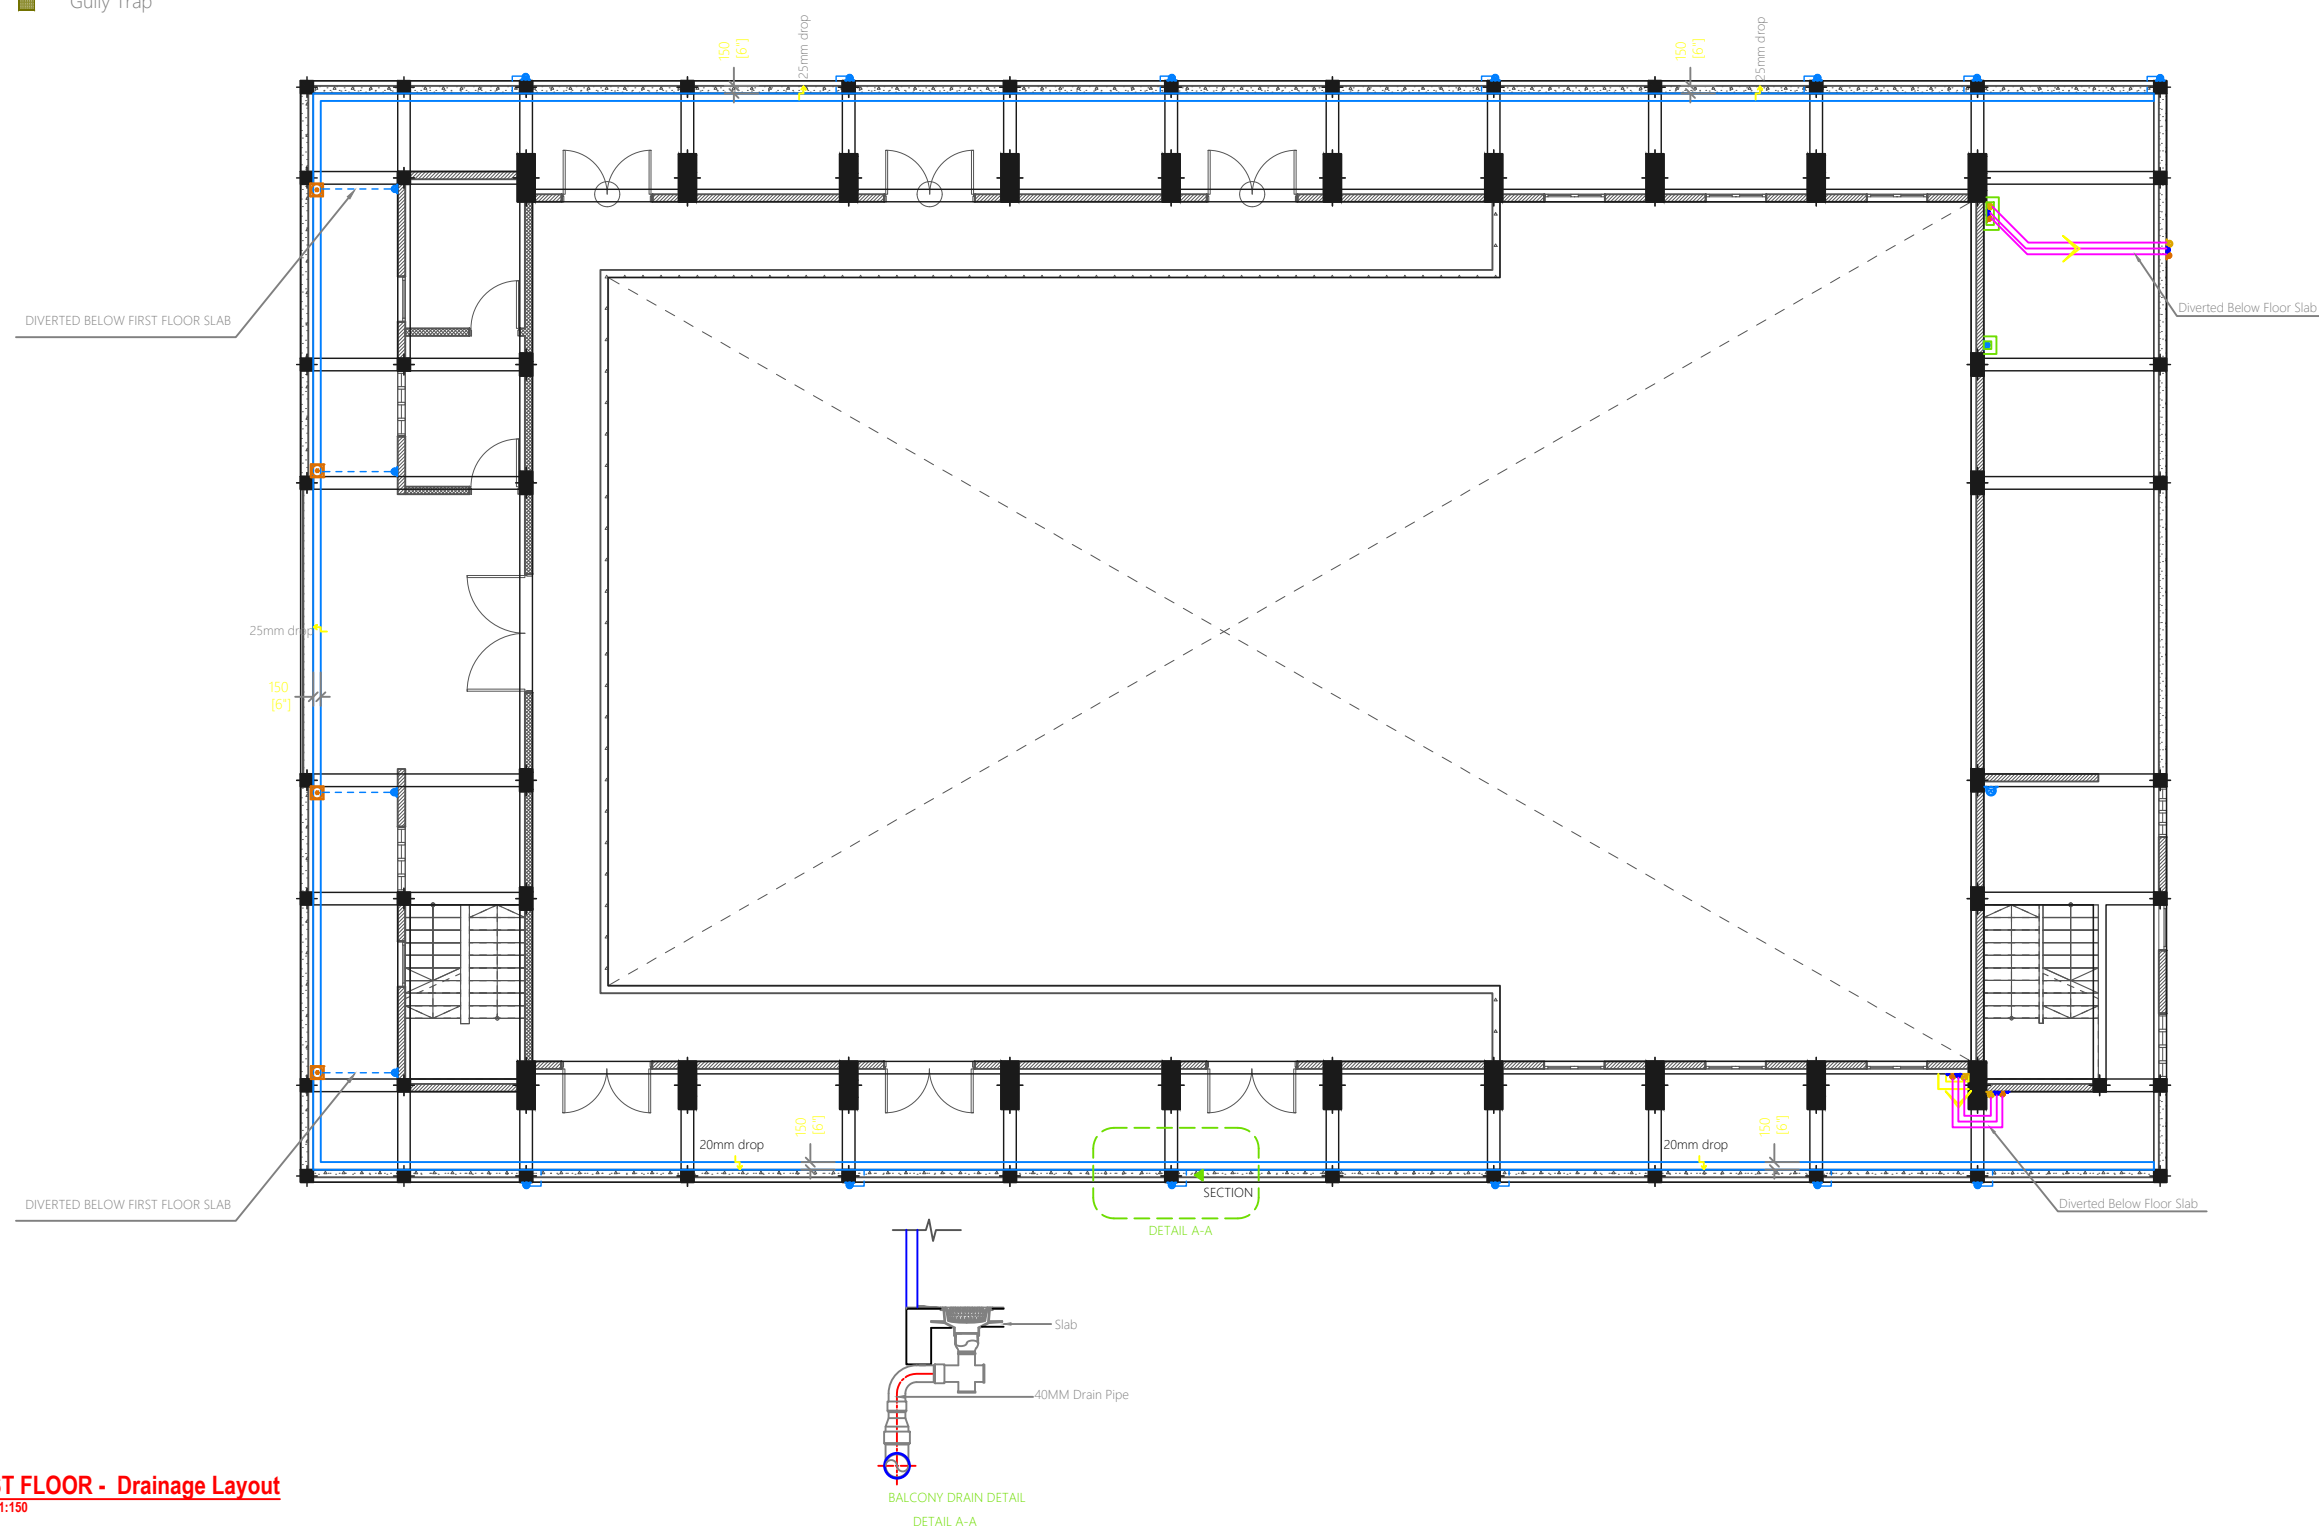 Gully Trap
150
[6"]
25mm drop
150
[6"]
25mm drop
DIVERTED BELOW FIRST FLOOR SLAB
Diverted Below Floor Slab
25mm drop
150
[6"]
20mm drop
150
[6"]
20mm drop
150
[6"]
SECTION
DETAIL A-A
DIVERTED BELOW FIRST FLOOR SLAB
Diverted Below Floor Slab
Slab
40MM Drain Pipe
BALCONY DRAIN DETAIL
DETAIL A-A
ST FLOOR - Drainage Layout
1:150